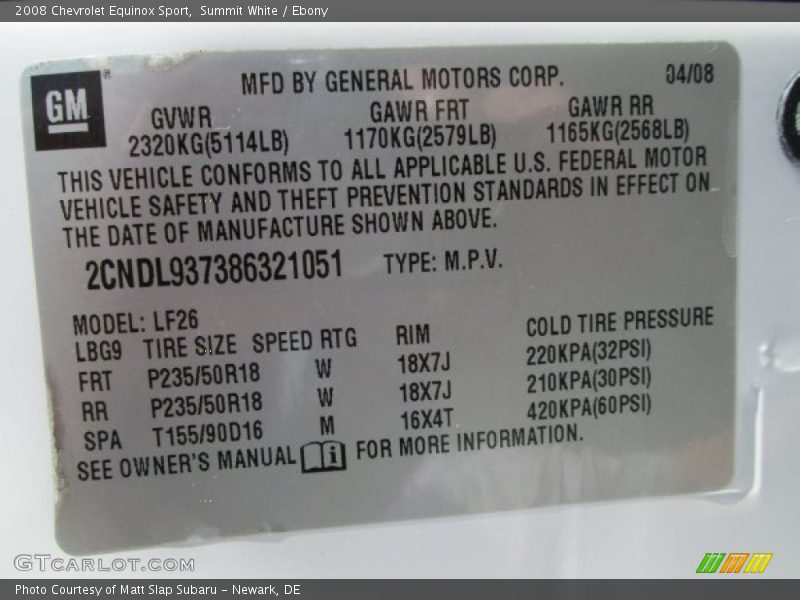 2008 Chevrolet Equinox Sport, Summit White / Ebony
GM
MFD BY GENERAL MOTORS CORP. 04/08
GVWR GAWR FRT GAWR RR
2320KG(5114LB) 1170KG(2579LB) 1165KG(2568LB)
THIS VEHICLE CONFORMS TO ALL APPLICABLE U.S. FEDERAL MOTOR
VEHICLE SAFETY AND THEFT PREVENTION STANDARDS IN EFFECT ON
THE DATE OF MANUFACTURE SHOWN ABOVE.
2CNDL937386321051 TYPE: M.P.V.
MODEL: LF26
LBG9 TIRE SIZE SPEED RTG RIM COLD TIRE PRESSURE
FRT P235/50R18 W 18X7J 220KPA(32PSI)
RR P235/50R18 W 18X7J 210KPA(30PSI)
SPA T155/90D16 M 16X4T 420KPA(60PSI)
SEE OWNER'S MANUAL i FOR MORE INFORMATION.
GTCARLOT.COM
Photo Courtesy of Matt Slap Subaru - Newark, DE